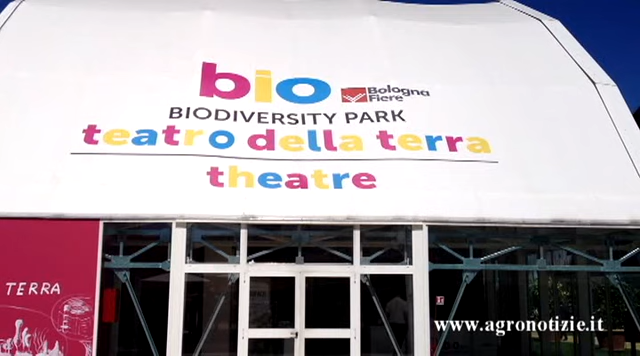 bio
Bologna
Fiere
BIODIVERSITY PARK
teatro della terra
theatre
TERRA
www.agronotizie.it